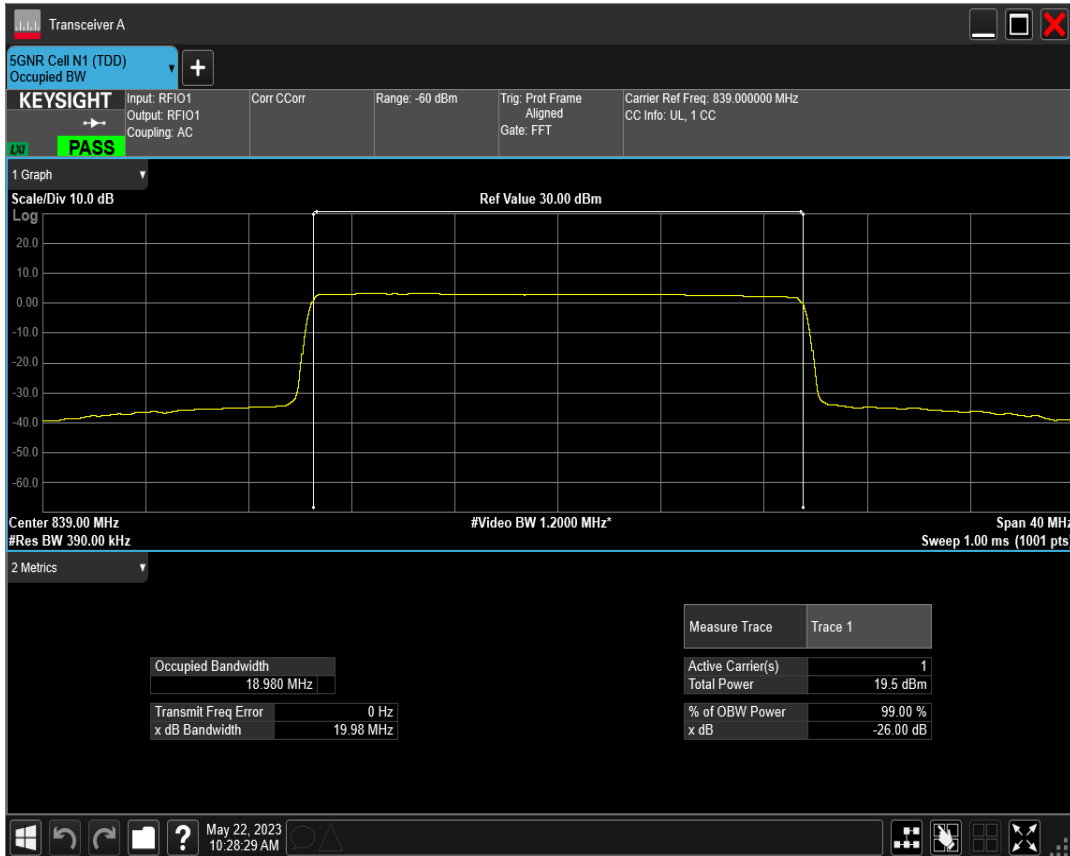 Transceiver A
5GNR Cell N1 (TDD)
Occupied BW
+
KEYSIGHT
LXI
PASS
Input: RFIO1
Output: RFIO1
Coupling: AC
Corr CCorr
Range: -60 dBm
Trig: Prot Frame
Aligned
Gate: FFT
Carrier Ref Freq: 839.000000 MHz
CC Info: UL, 1 CC
1 Graph
Scale/Div 10.0 dB
Ref Value 30.00 dBm
Log
20.0
10.0
0.00
-10.0
-20.0
-30.0
-40.0
-50.0
-60.0
Center 839.00 MHz
#Video BW 1.2000 MHz*
Span 40 MHz
#Res BW 390.00 kHz
Sweep 1.00 ms (1001 pts)
2 Metrics
Measure Trace Trace 1
Occupied Bandwidth
18.980 MHz
Active Carrier(s) 1
Total Power 19.5 dBm
Transmit Freq Error 0 Hz
x dB Bandwidth 19.98 MHz
% of OBW Power 99.00 %
x dB -26.00 dB
?
May 22, 2023
10:28:29 AM